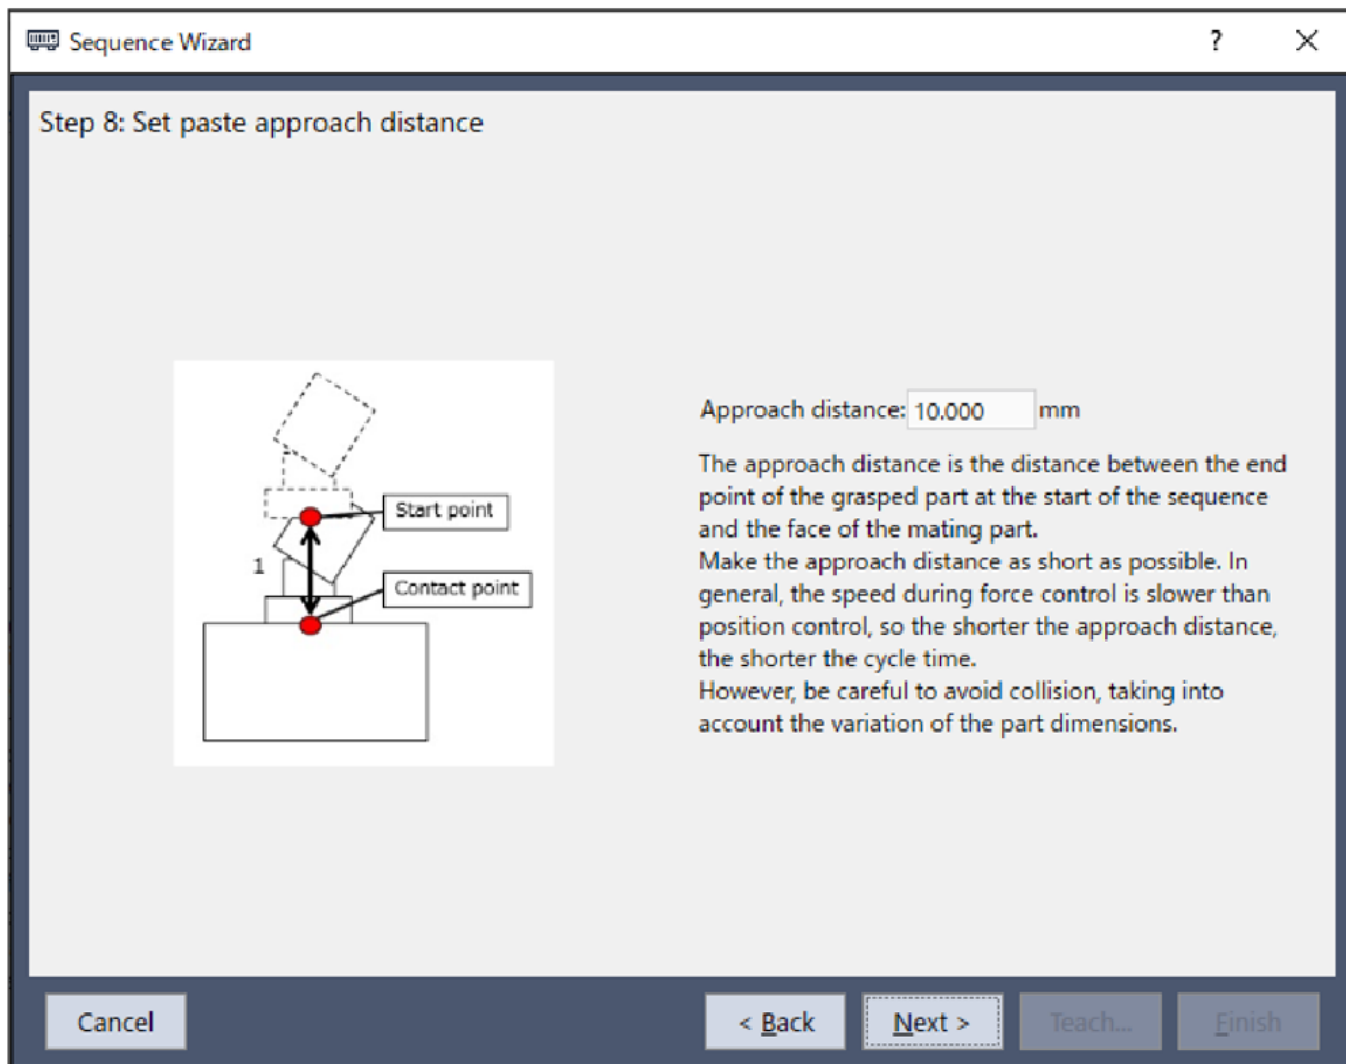 Sequence Wizard
?
Step 8: Set paste approach distance
Start point
1
Contact point
Approach distance: 10.000 mm
The approach distance is the distance between the end
point of the grasped part at the start of the sequence
and the face of the mating part.
Make the approach distance as short as possible. In
general, the speed during force control is slower than
position control, so the shorter the approach distance,
the shorter the cycle time.
However, be careful to avoid collision, taking into
account the variation of the part dimensions.
Cancel
< Back
Next >
Teach...
Finish